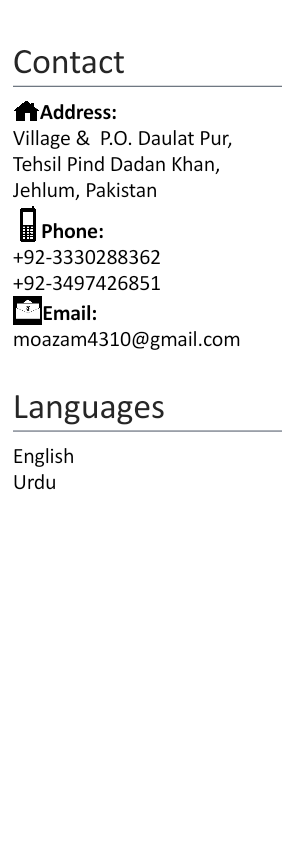 Contact
Address:
Village &  P.O. Daulat Pur,
Tehsil Pind Dadan Khan,
Jehlum, Pakistan
Phone:
+92-3330288362
+92-3497426851
Email:
moazam4310@gmail.com
Languages
English
Urdu